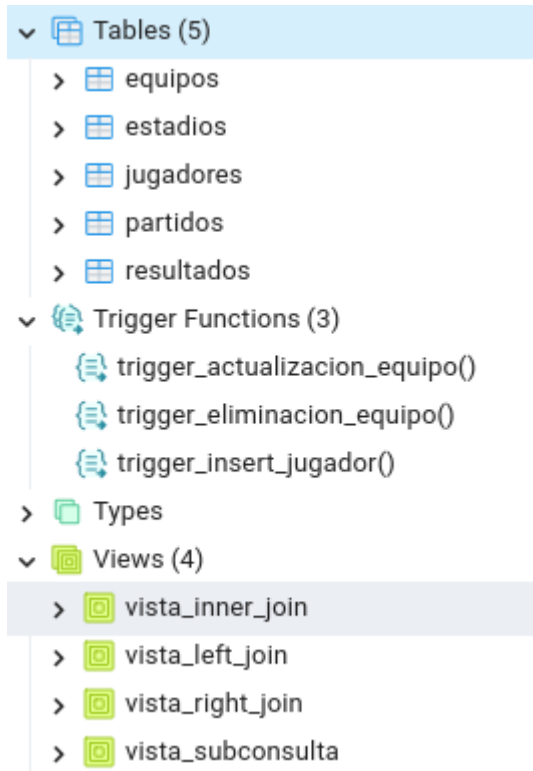 Tables (5)
equipos
estadios
jugadores
partidos
resultados
Trigger Functions (3)
trigger_actualizacion_equipo()
trigger_eliminacion_equipo()
trigger_insert_jugador()
Types
Views (4)
vista_inner_join
vista_left_join
vista_right_join
vista_subconsulta